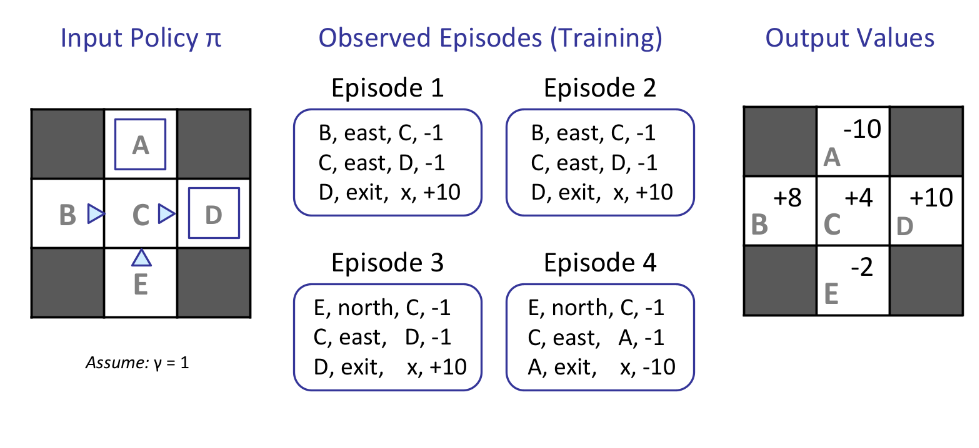 Input Policy π
Observed Episodes (Training)
Output Values
A
B
C
D
E
Assume: γ = 1
Episode 1
B, east, C, -1
C, east, D, -1
D, exit, x, +10
Episode 2
B, east, C, -1
C, east, D, -1
D, exit, x, +10
Episode 3
E, north, C, -1
C, east, D, -1
D, exit, x, +10
Episode 4
E, north, C, -1
C, east, A, -1
A, exit, x, -10
-10
A
+8
B
+4
C
+10
D
-2
E